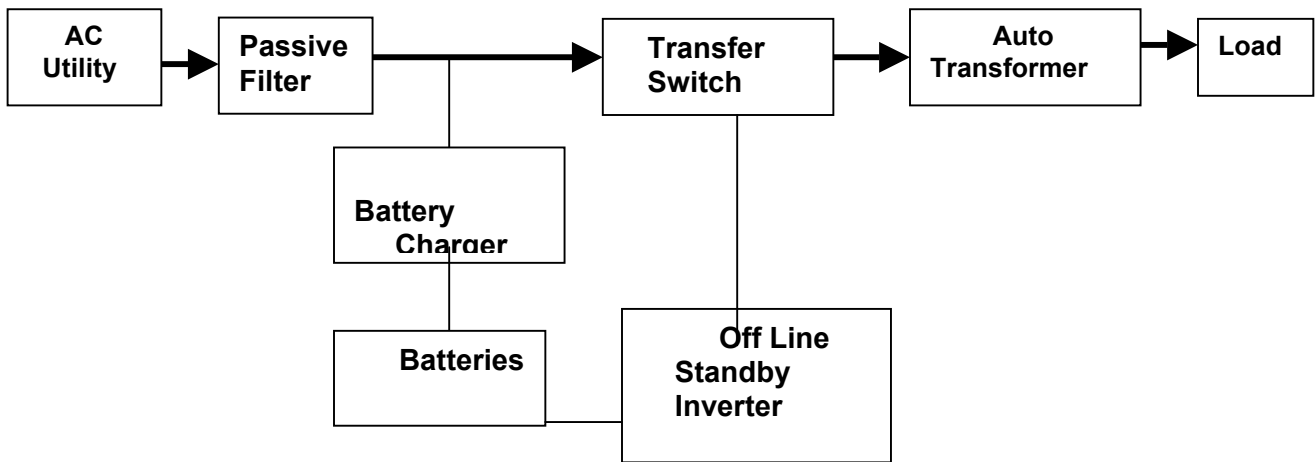 AC
Utility
Passive
Filter
Transfer
Switch
Auto
Transformer
Load
Battery
Charger
Batteries
Off Line
Standby
Inverter